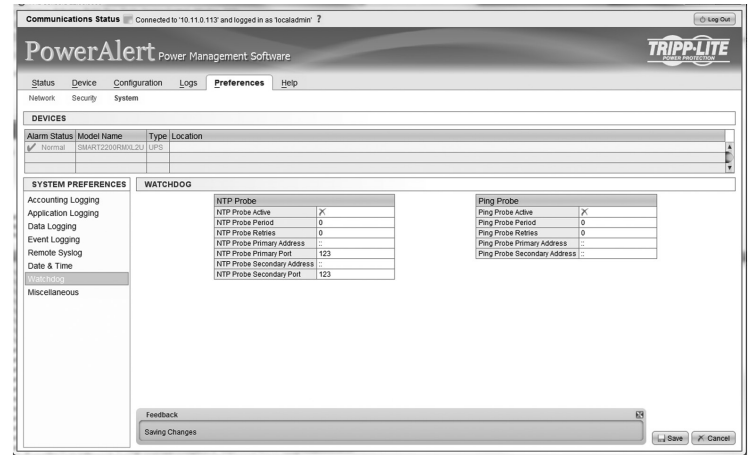 Communications Status Connected to '10.11.0.113' and logged in as 'localadmin' ? Log Out
PowerAlert Power Management Software
TRIPP·LITE
POWER PROTECTION
Status Device Configuration Logs Preferences Help
Network Security System
DEVICES
Alarm Status Model Name Type Location
Normal SMART2200RMXL2U UPS
SYSTEM PREFERENCES
Accounting Logging
Application Logging
Data Logging
Event Logging
Remote Syslog
Date & Time
Watchdog
Miscellaneous
WATCHDOG
NTP Probe
NTP Probe Active
NTP Probe Period 0
NTP Probe Retries 0
NTP Probe Primary Address ::
NTP Probe Primary Port 123
NTP Probe Secondary Address ::
NTP Probe Secondary Port 123
Ping Probe
Ping Probe Active
Ping Probe Period 0
Ping Probe Retries 0
Ping Probe Primary Address ::
Ping Probe Secondary Address ::
Feedback
Saving Changes
Save Cancel